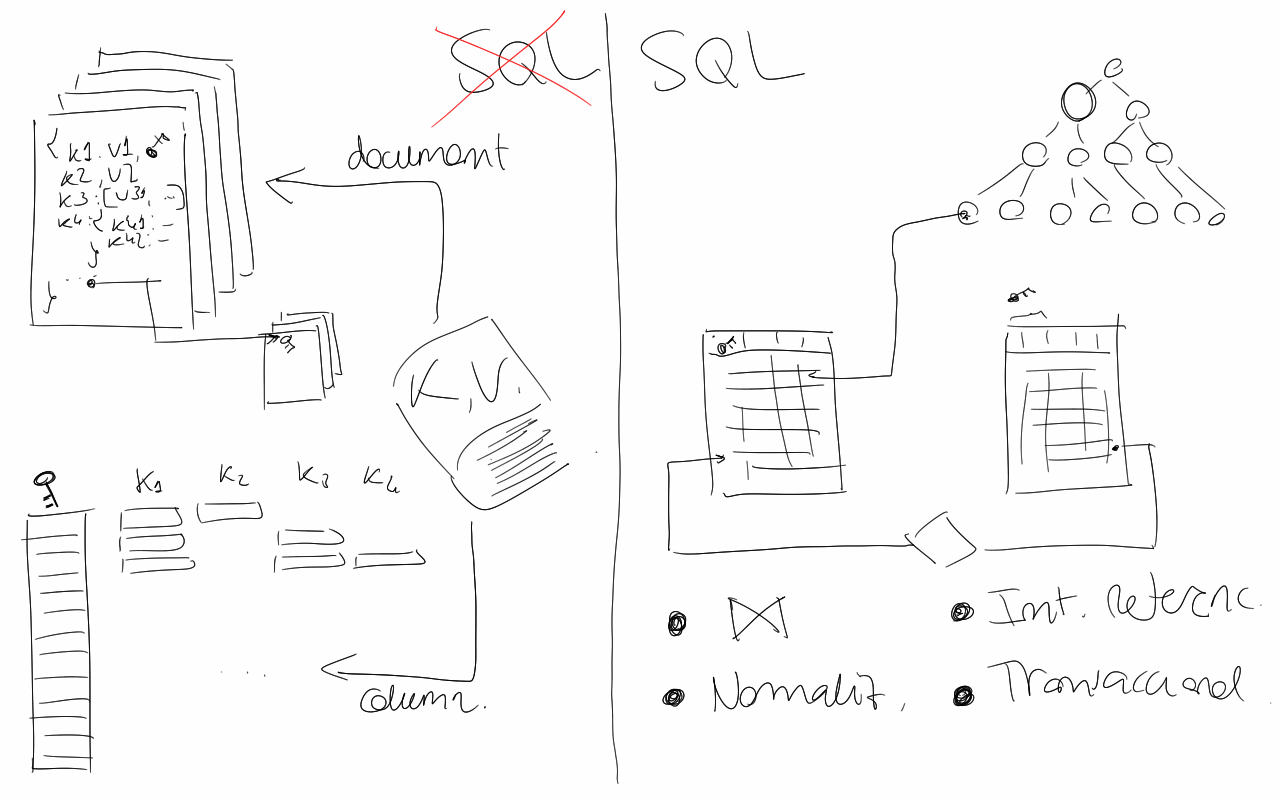 SQL
document
{ K1. V1,
K2, V2
K3: [V31, ...]
K4: { K41: -
K42: -
}
... 
}
K, V.
K1 K2 K3 K4
...
column.
SQL
Int. Referenc.
Normaliz,
Transaccional